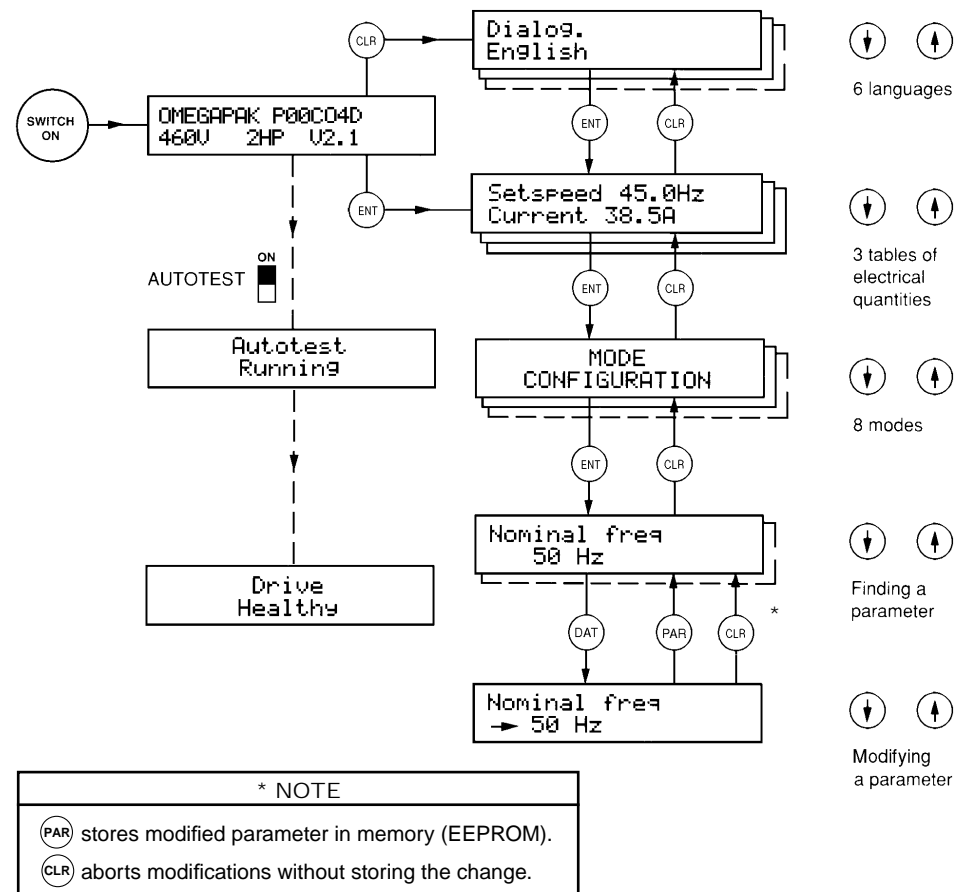 SWITCH
ON
OMEGAPAK P00CO4D
460V 2HP V2.1
CLR
Dialog.
English
6 languages
ENT
CLR
ENT
Setspeed 45.0Hz
Current 38.5A
3 tables of
electrical
quantities
AUTOTEST
ON
ENT
CLR
Autotest
Running
MODE
CONFIGURATION
8 modes
ENT
CLR
Nominal freq
50 Hz
Finding a
parameter
Drive
Healthy
DAT
PAR
CLR
*
Nominal freq
→ 50 Hz
Modifying
a parameter
* NOTE
PAR stores modified parameter in memory (EEPROM).
CLR aborts modifications without storing the change.